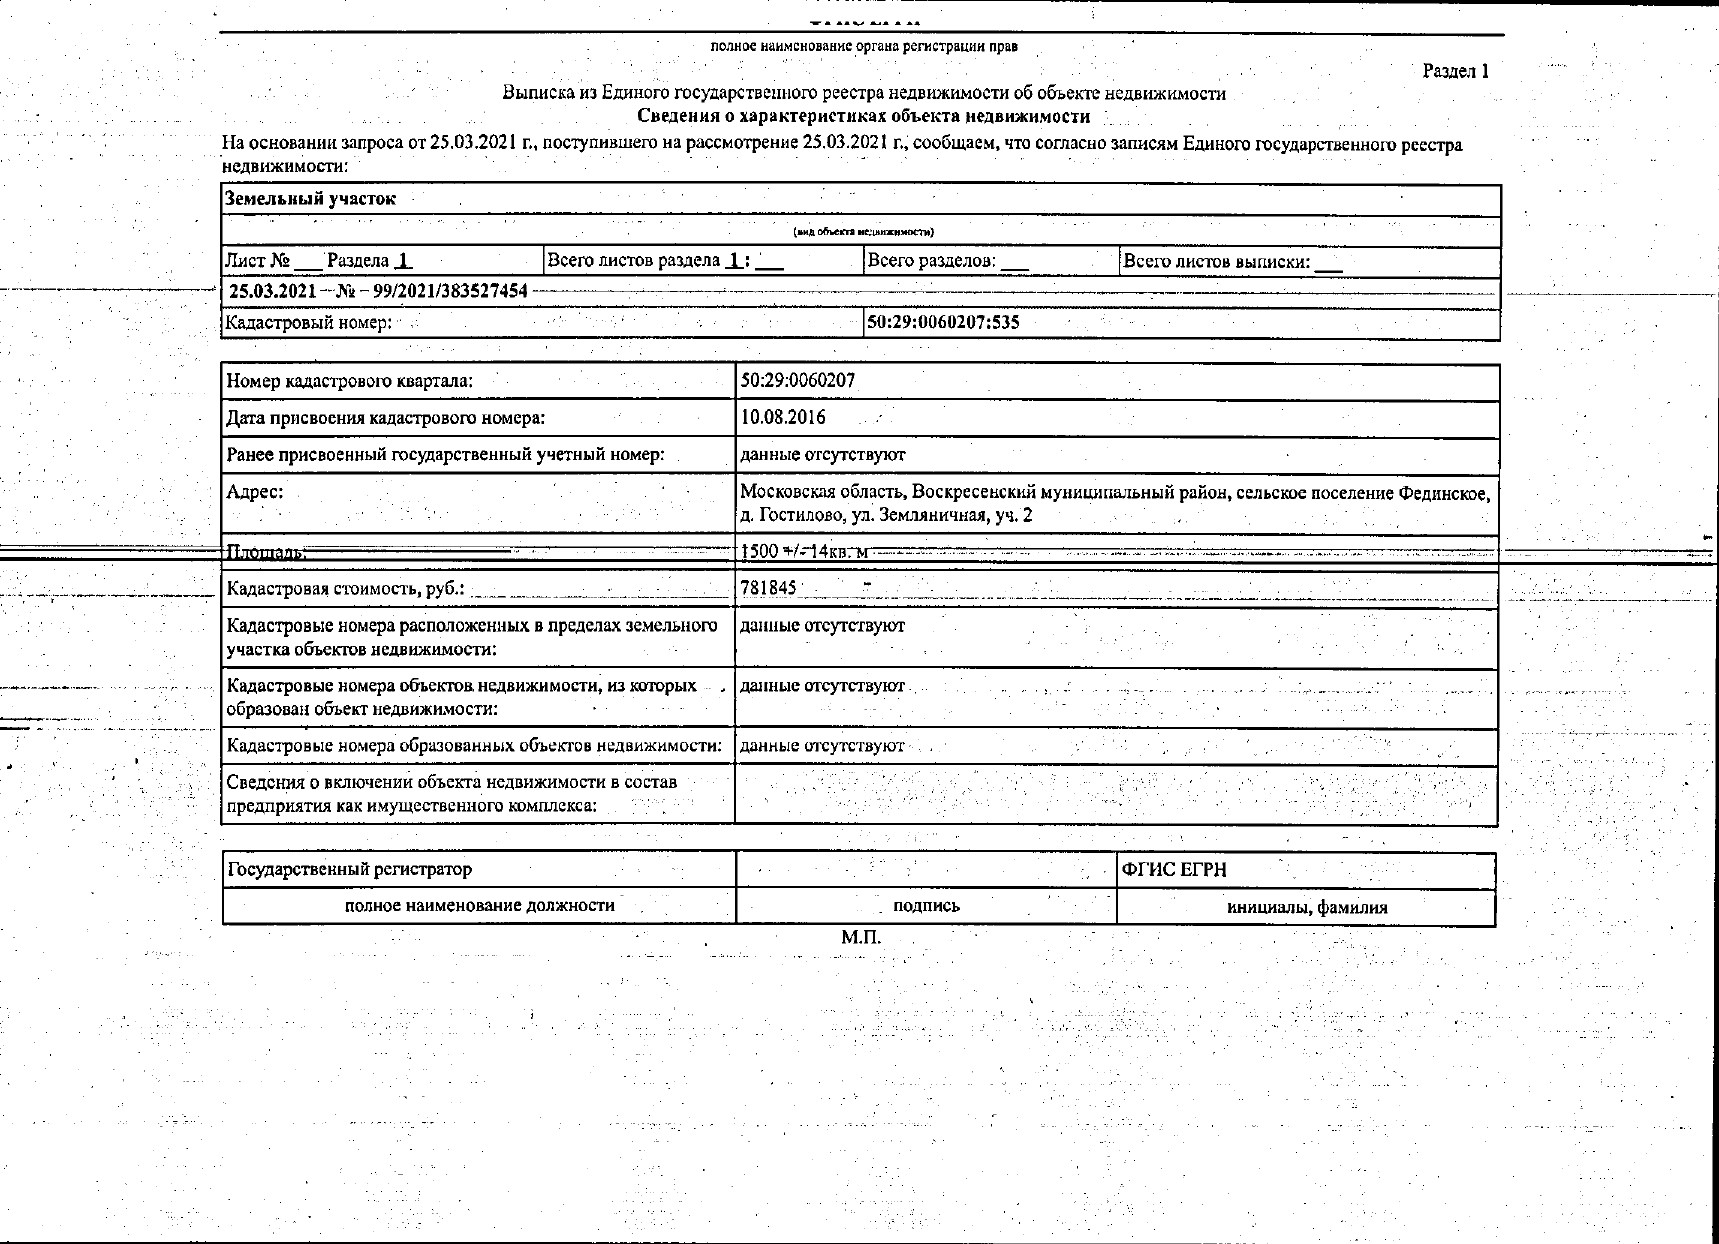 полное наименование органа регистрации прав
Раздел 1
Выписка из Единого государственного реестра недвижимости об объекте недвижимости
Сведения о характеристиках объекта недвижимости
На основании запроса от 25.03.2021 г., поступившего на рассмотрение 25.03.2021 г., сообщаем, что согласно записям Единого государственного реестра
недвижимости:
Земельный участок
(вид объекта недвижимости)
Лист № ___ Раздела 1 Всего листов раздела 1 : ___ Всего разделов: ___ Всего листов выписки: ___
25.03.2021 – № – 99/2021/383527454
Кадастровый номер: 50:29:0060207:535
Номер кадастрового квартала: 50:29:0060207
Дата присвоения кадастрового номера: 10.08.2016
Ранее присвоенный государственный учетный номер: данные отсутствуют
Адрес: Московская область, Воскресенский муниципальный район, сельское поселение Фединское,
д. Гостилово, ул. Земляничная, уч. 2
Площадь: 1500 +/- 14кв. м
Кадастровая стоимость, руб.: 781845
Кадастровые номера расположенных в пределах земельного
участка объектов недвижимости: данные отсутствуют
Кадастровые номера объектов недвижимости, из которых
образован объект недвижимости: данные отсутствуют
Кадастровые номера образованных объектов недвижимости: данные отсутствуют
Сведения о включении объекта недвижимости в состав
предприятия как имущественного комплекса:
Государственный регистратор ФГИС ЕГРН
полное наименование должности подпись инициалы, фамилия
М.П.